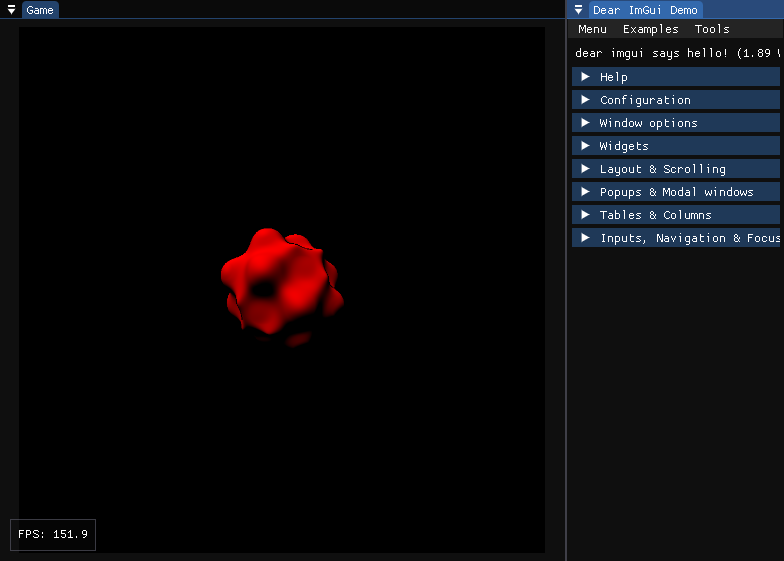 Game
FPS: 151.9
Dear ImGui Demo
Menu Examples Tools
dear imgui says hello! (1.89
Help
Configuration
Window options
Widgets
Layout & Scrolling
Popups & Modal windows
Tables & Columns
Inputs, Navigation & Focus